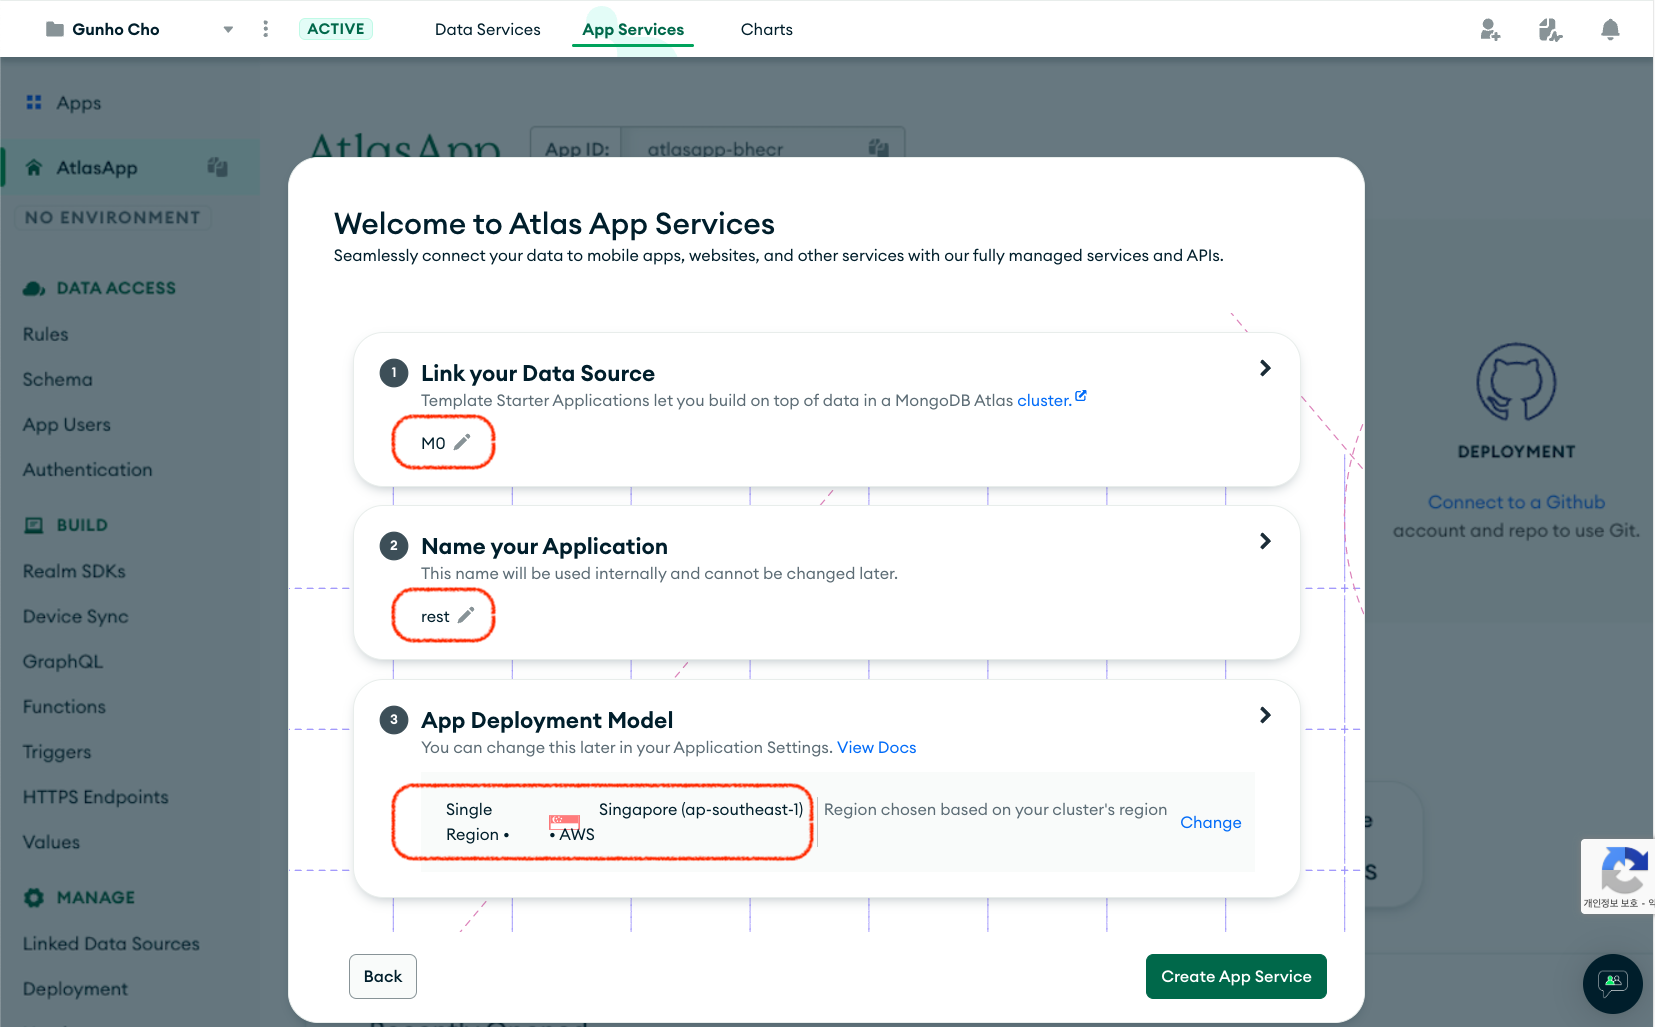 Gunho Cho
ACTIVE
Data Services
App Services
Charts
Apps
AtlasApp
NO ENVIRONMENT
DATA ACCESS
Rules
Schema
App Users
Authentication
BUILD
Realm SDKs
Device Sync
GraphQL
Functions
Triggers
HTTPS Endpoints
Values
MANAGE
Linked Data Sources
Deployment
AtlasApp
App ID:
atlasapp-bhecr
Welcome to Atlas App Services
Seamlessly connect your data to mobile apps, websites, and other services with our fully managed services and APIs.
1
Link your Data Source
Template Starter Applications let you build on top of data in a MongoDB Atlas cluster.
M0
2
Name your Application
This name will be used internally and cannot be changed later.
rest
3
App Deployment Model
You can change this later in your Application Settings. View Docs
Single
Region •
• AWS
Singapore (ap-southeast-1)
Region chosen based on your cluster's region
Change
Back
Create App Service
DEPLOYMENT
Connect to a Github
account and repo to use Git.
개인정보 보호 -
Recently Opened